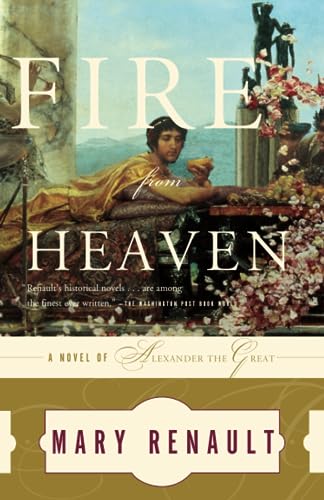 FIRE
from
HEAVEN
Renault's historical novels . . . are among
the finest ever written." —THE WASHINGTON POST BOOK WORLD
A NOVEL OF ALEXANDER THE GREAT
MARY RENAULT